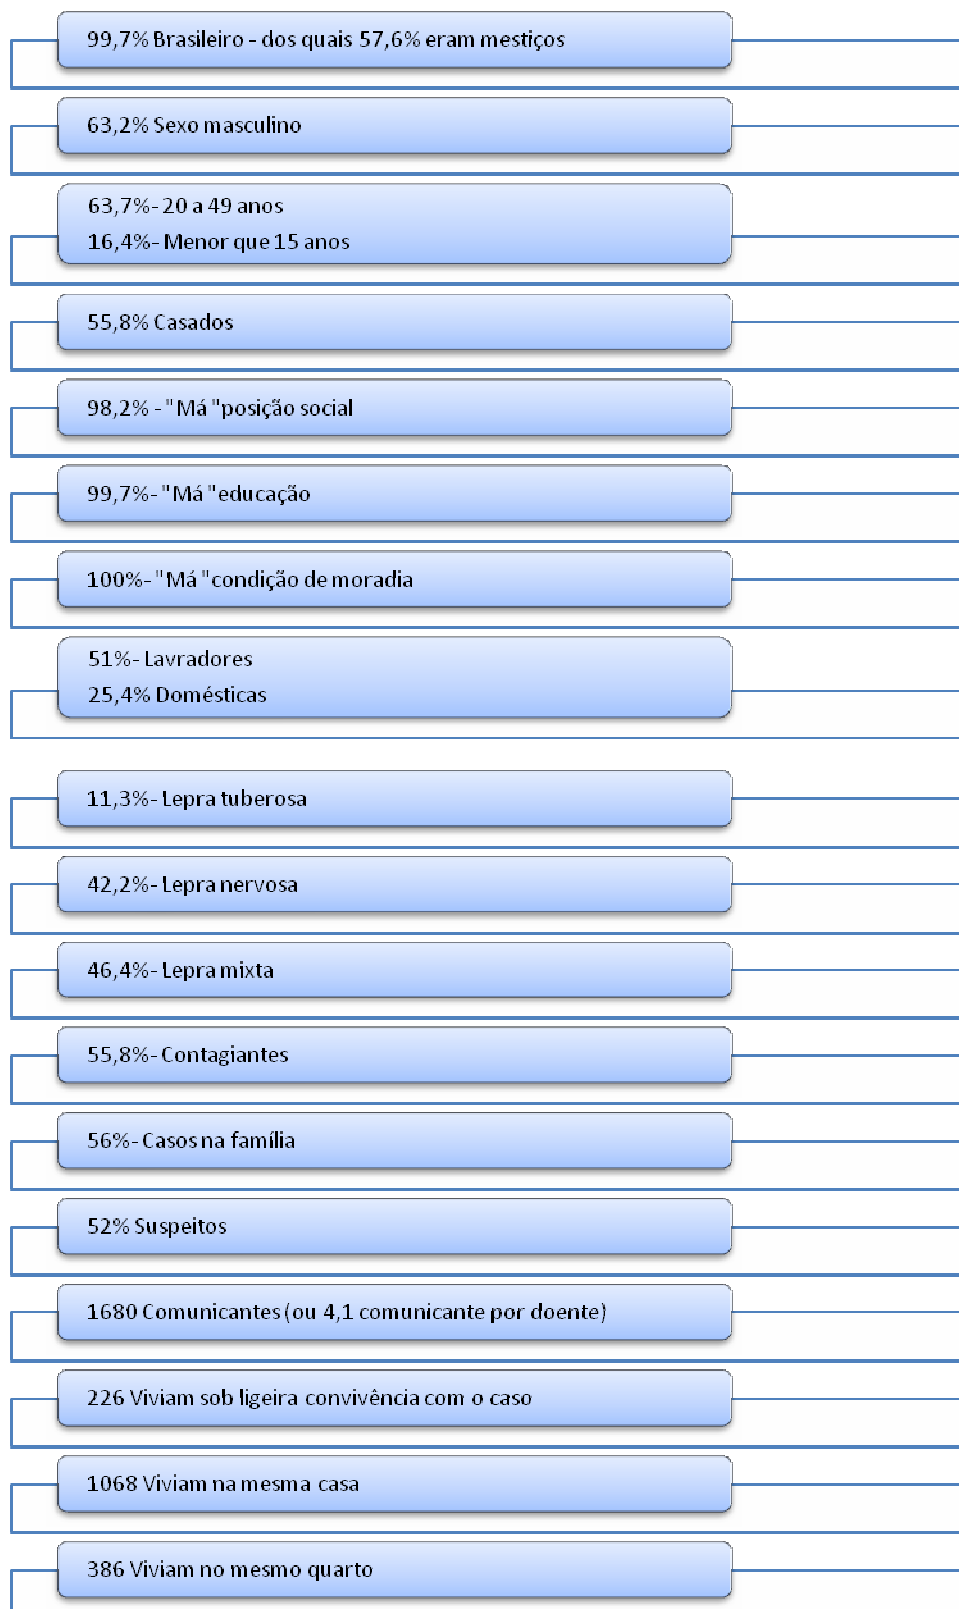 99,7% Brasileiro - dos quais 57,6% eram mestiços
63,2% Sexo masculino
63,7%- 20 a 49 anos
16,4%- Menor que 15 anos
55,8% Casados
98,2% - "Má "posição social
99,7%- "Má "educação
100%- "Má "condição de moradia
51%- Lavradores
25,4% Domésticas
11,3%- Lepra tuberosa
42,2%- Lepra nervosa
46,4%- Lepra mixta
55,8%- Contagiantes
56%- Casos na família
52% Suspeitos
1680 Comunicantes (ou 4,1 comunicante por doente)
226 Viviam sob ligeira convivência com o caso
1068 Viviam na mesma casa
386 Viviam no mesmo quarto